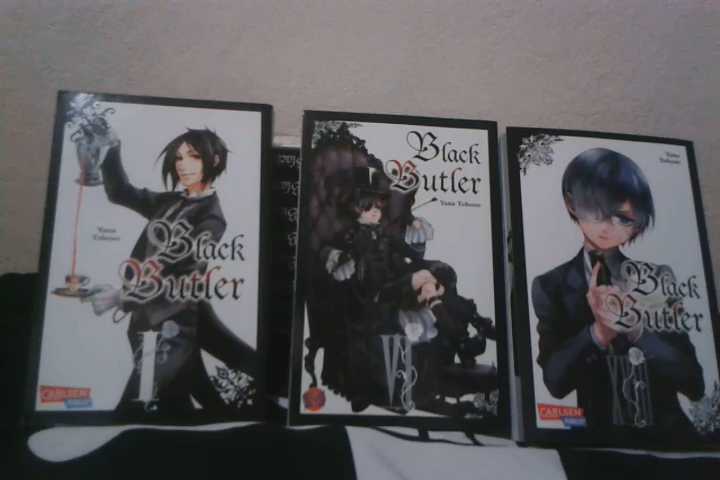 Yana
Toboso
Black
Butler
I
CARLSEN
Black
Butler
Yana Toboso
VI
Yana
Toboso
Black
Butler
CARLSEN